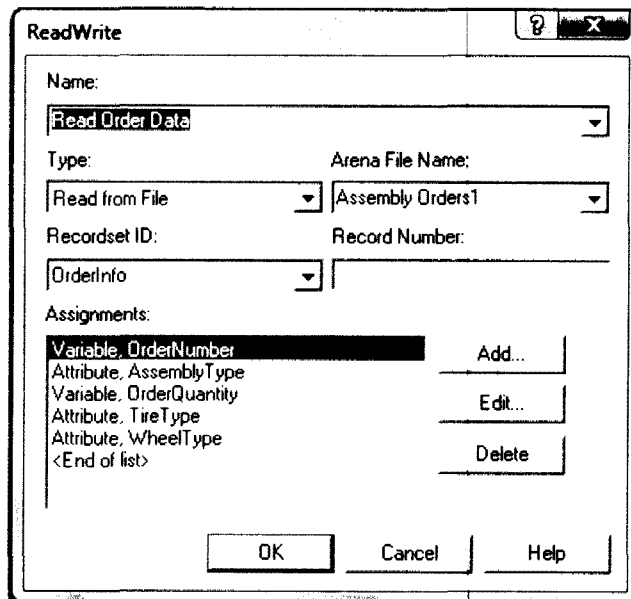 ReadWrite
?
X
Name:
Read Order Data
Type:
Arena File Name:
Read from File
Assembly Orders1
Recordset ID:
Record Number:
OrderInfo
Assignments:
Variable, OrderNumber
Attribute, AssemblyType
Variable, OrderQuantity
Attribute, TireType
Attribute, WheelType
<End of list>
Add...
Edit...
Delete
OK
Cancel
Help